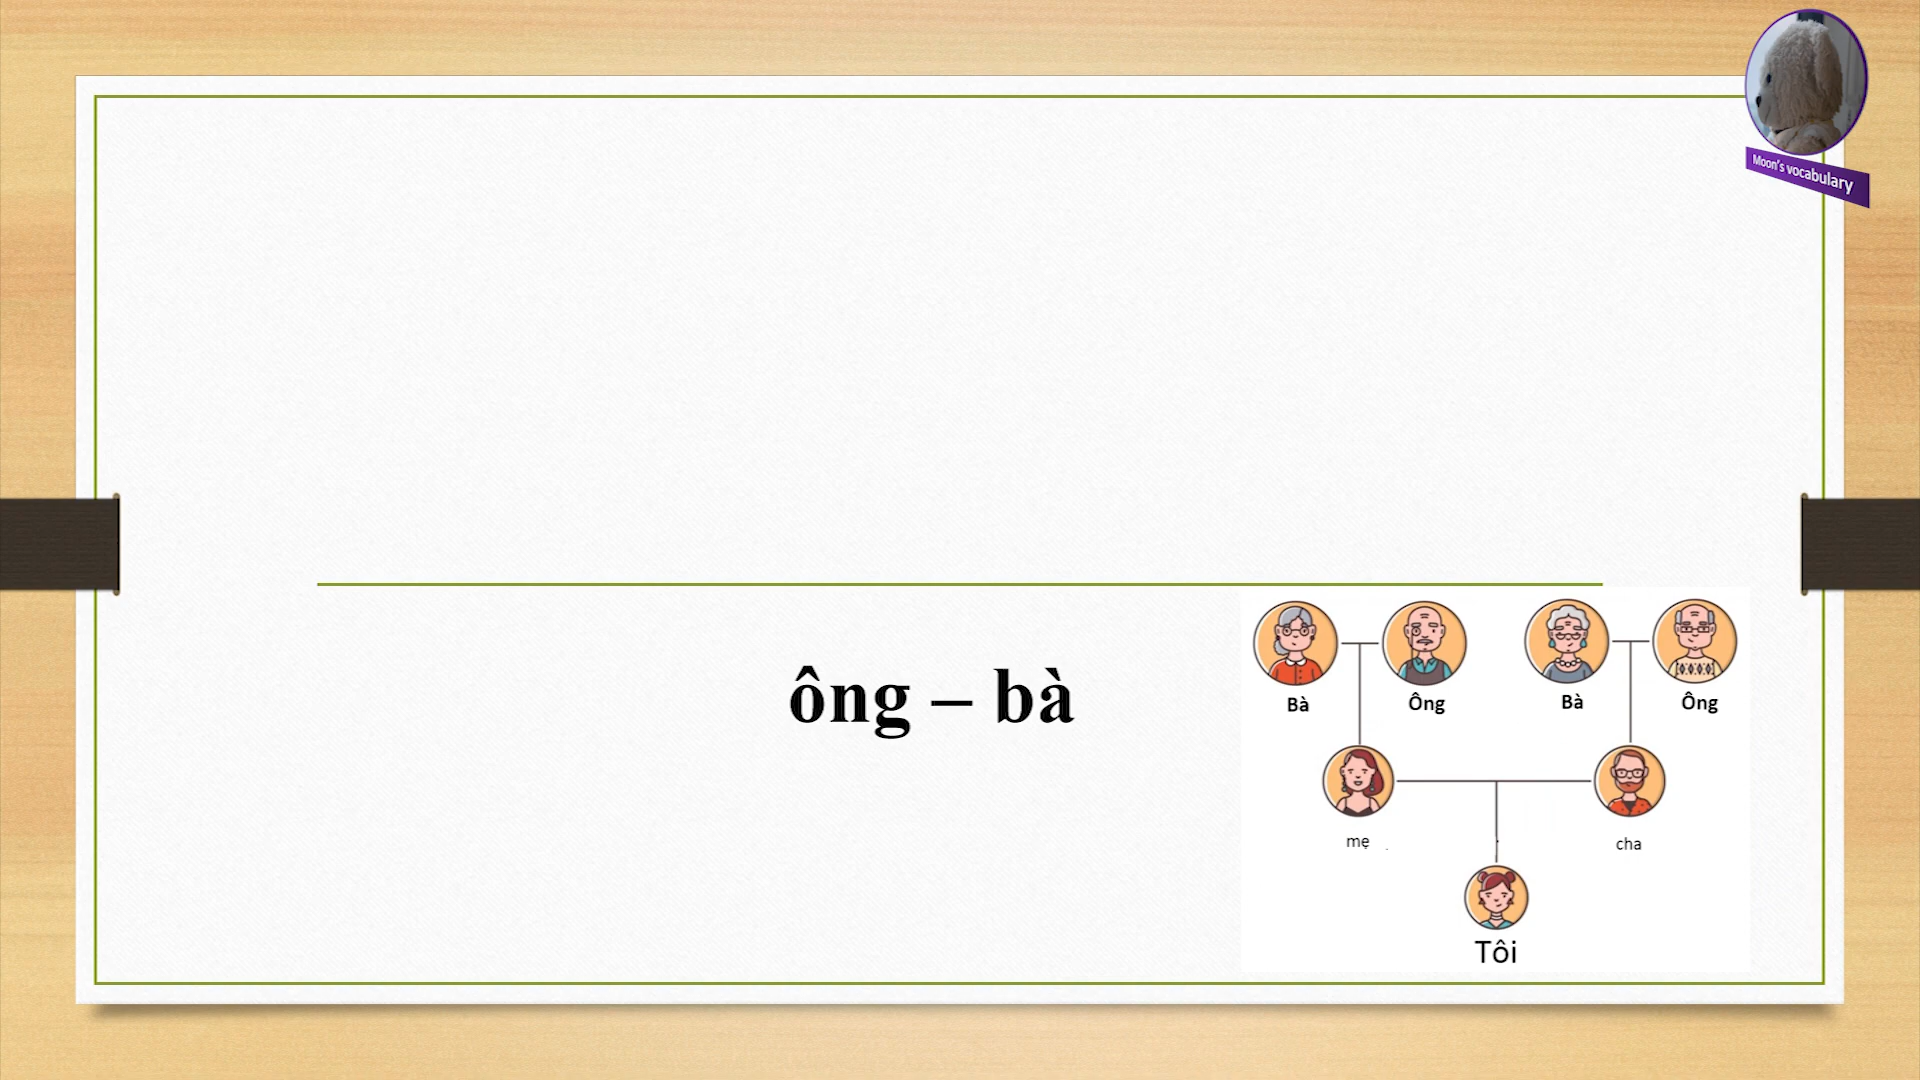 Moon's vocabulary
ông – bà
Bà Ông Bà Ông
mẹ cha
Tôi